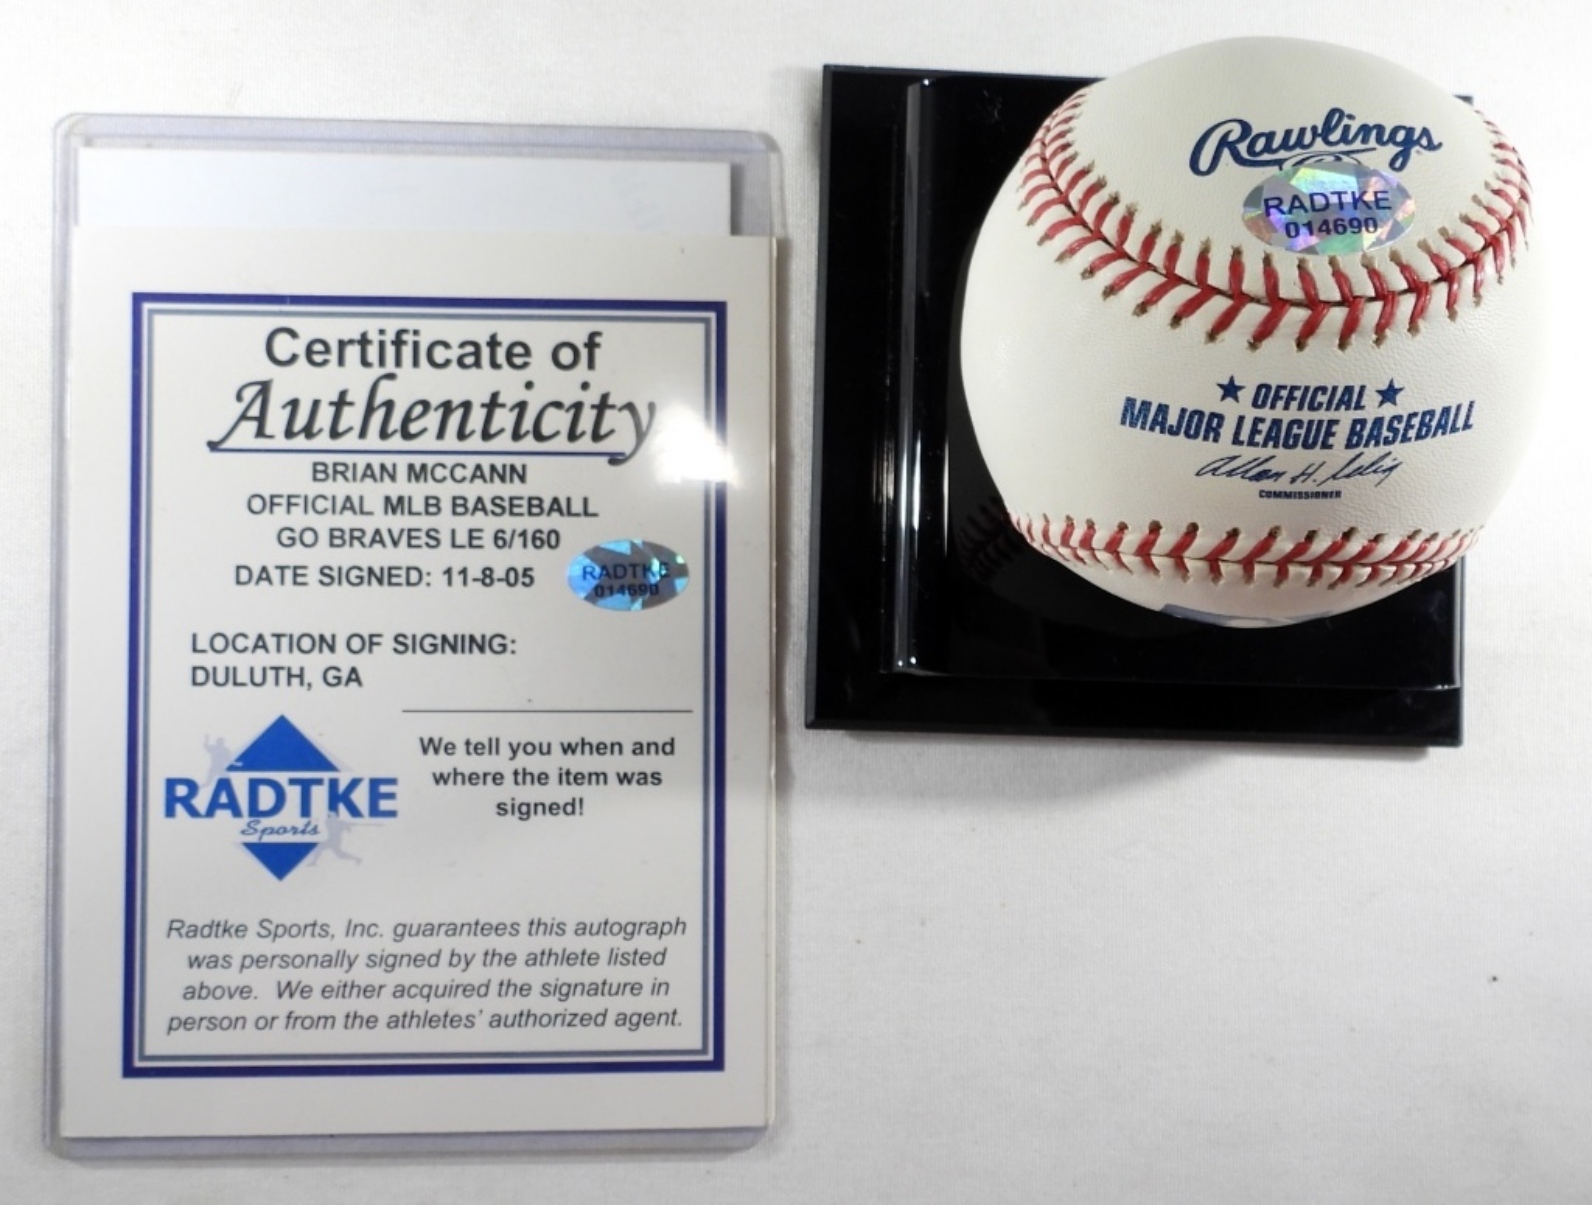 Certificate of
Authenticity
BRIAN MCCANN
OFFICIAL MLB BASEBALL
GO BRAVES LE 6/160
DATE SIGNED: 11-8-05
RADTKE
014690
LOCATION OF SIGNING:
DULUTH, GA
RADTKE
Sports
We tell you when and
where the item was
signed!
Radtke Sports, Inc. guarantees this autograph
was personally signed by the athlete listed
above. We either acquired the signature in
person or from the athletes' authorized agent.
Rawlings
RADTKE
014690
OFFICIAL
MAJOR LEAGUE BASEBALL
Allan H. Selig
COMMISSIONER